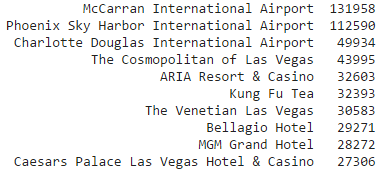 McCarran International Airport 131958
Phoenix Sky Harbor International Airport 112590
Charlotte Douglas International Airport 49934
The Cosmopolitan of Las Vegas 43995
ARIA Resort & Casino 32603
Kung Fu Tea 32393
The Venetian Las Vegas 30583
Bellagio Hotel 29271
MGM Grand Hotel 28272
Caesars Palace Las Vegas Hotel & Casino 27306